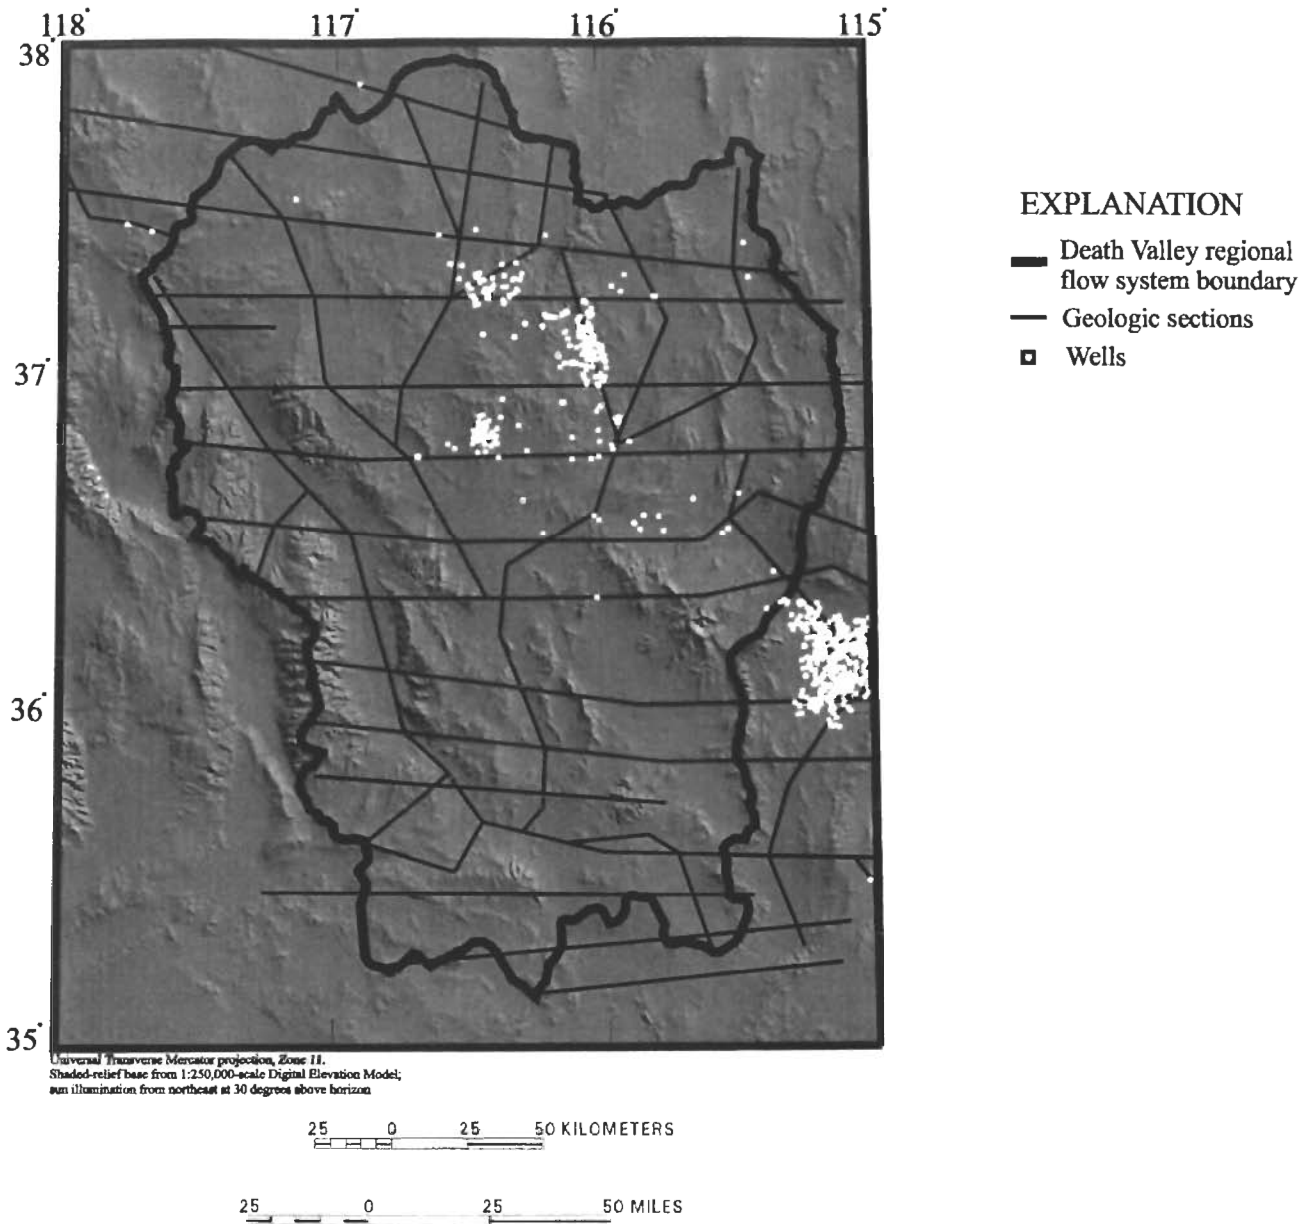 118° 117° 116° 115°
38°
37°
36°
35°
EXPLANATION
Death Valley regional
flow system boundary
Geologic sections
Wells
Universal Transverse Mercator projection, Zone 11.
Shaded-relief base from 1:250,000-scale Digital Elevation Model;
sun illumination from northeast at 30 degrees above horizon
25 0 25 50 KILOMETERS
25 0 25 50 MILES